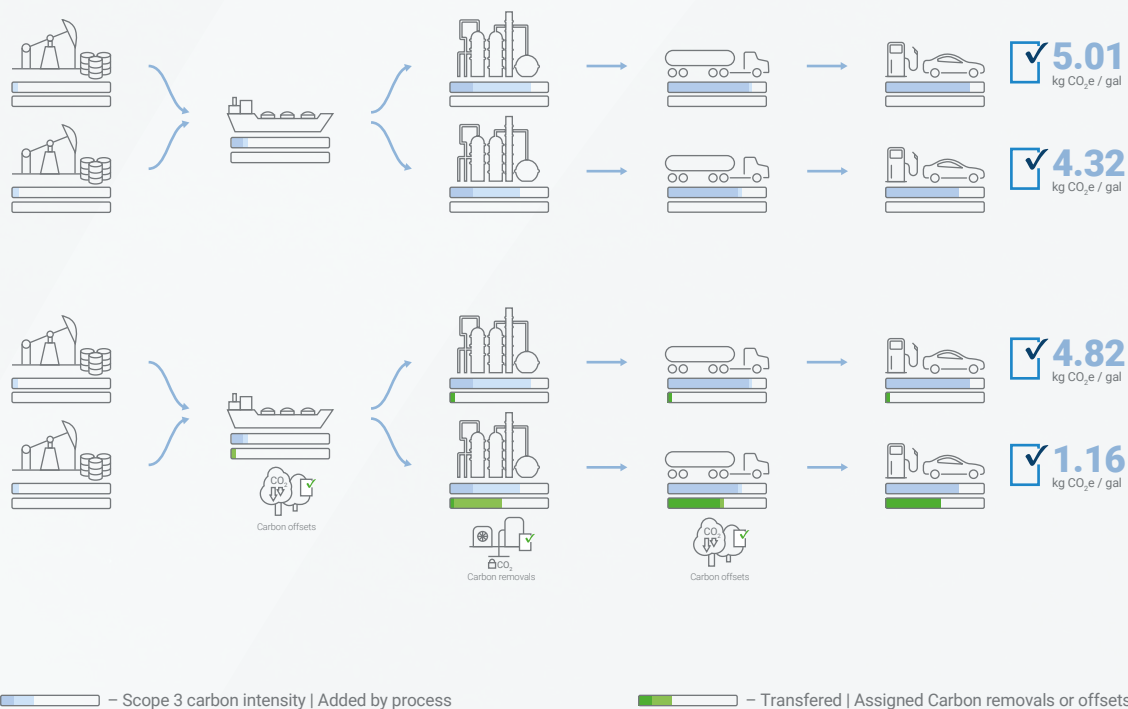 5.01
kg CO₂e / gal
4.32
kg CO₂e / gal
4.82
kg CO₂e / gal
1.16
kg CO₂e / gal
CO₂
Carbon offsets
CO₂
Carbon removals
CO₂
Carbon offsets
– Scope 3 carbon intensity | Added by process
– Transfered | Assigned Carbon removals or offsets